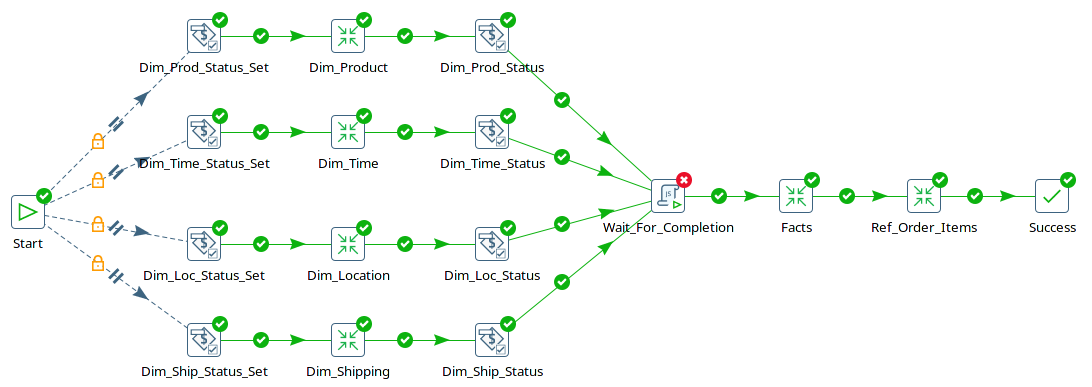 Dim_Prod_Status_Set
Dim_Product
Dim_Prod_Status
Dim_Time_Status_Set
Dim_Time
Dim_Time_Status
Start
Wait_For_Completion
Facts
Ref_Order_Items
Success
Dim_Loc_Status_Set
Dim_Location
Dim_Loc_Status
Dim_Ship_Status_Set
Dim_Shipping
Dim_Ship_Status